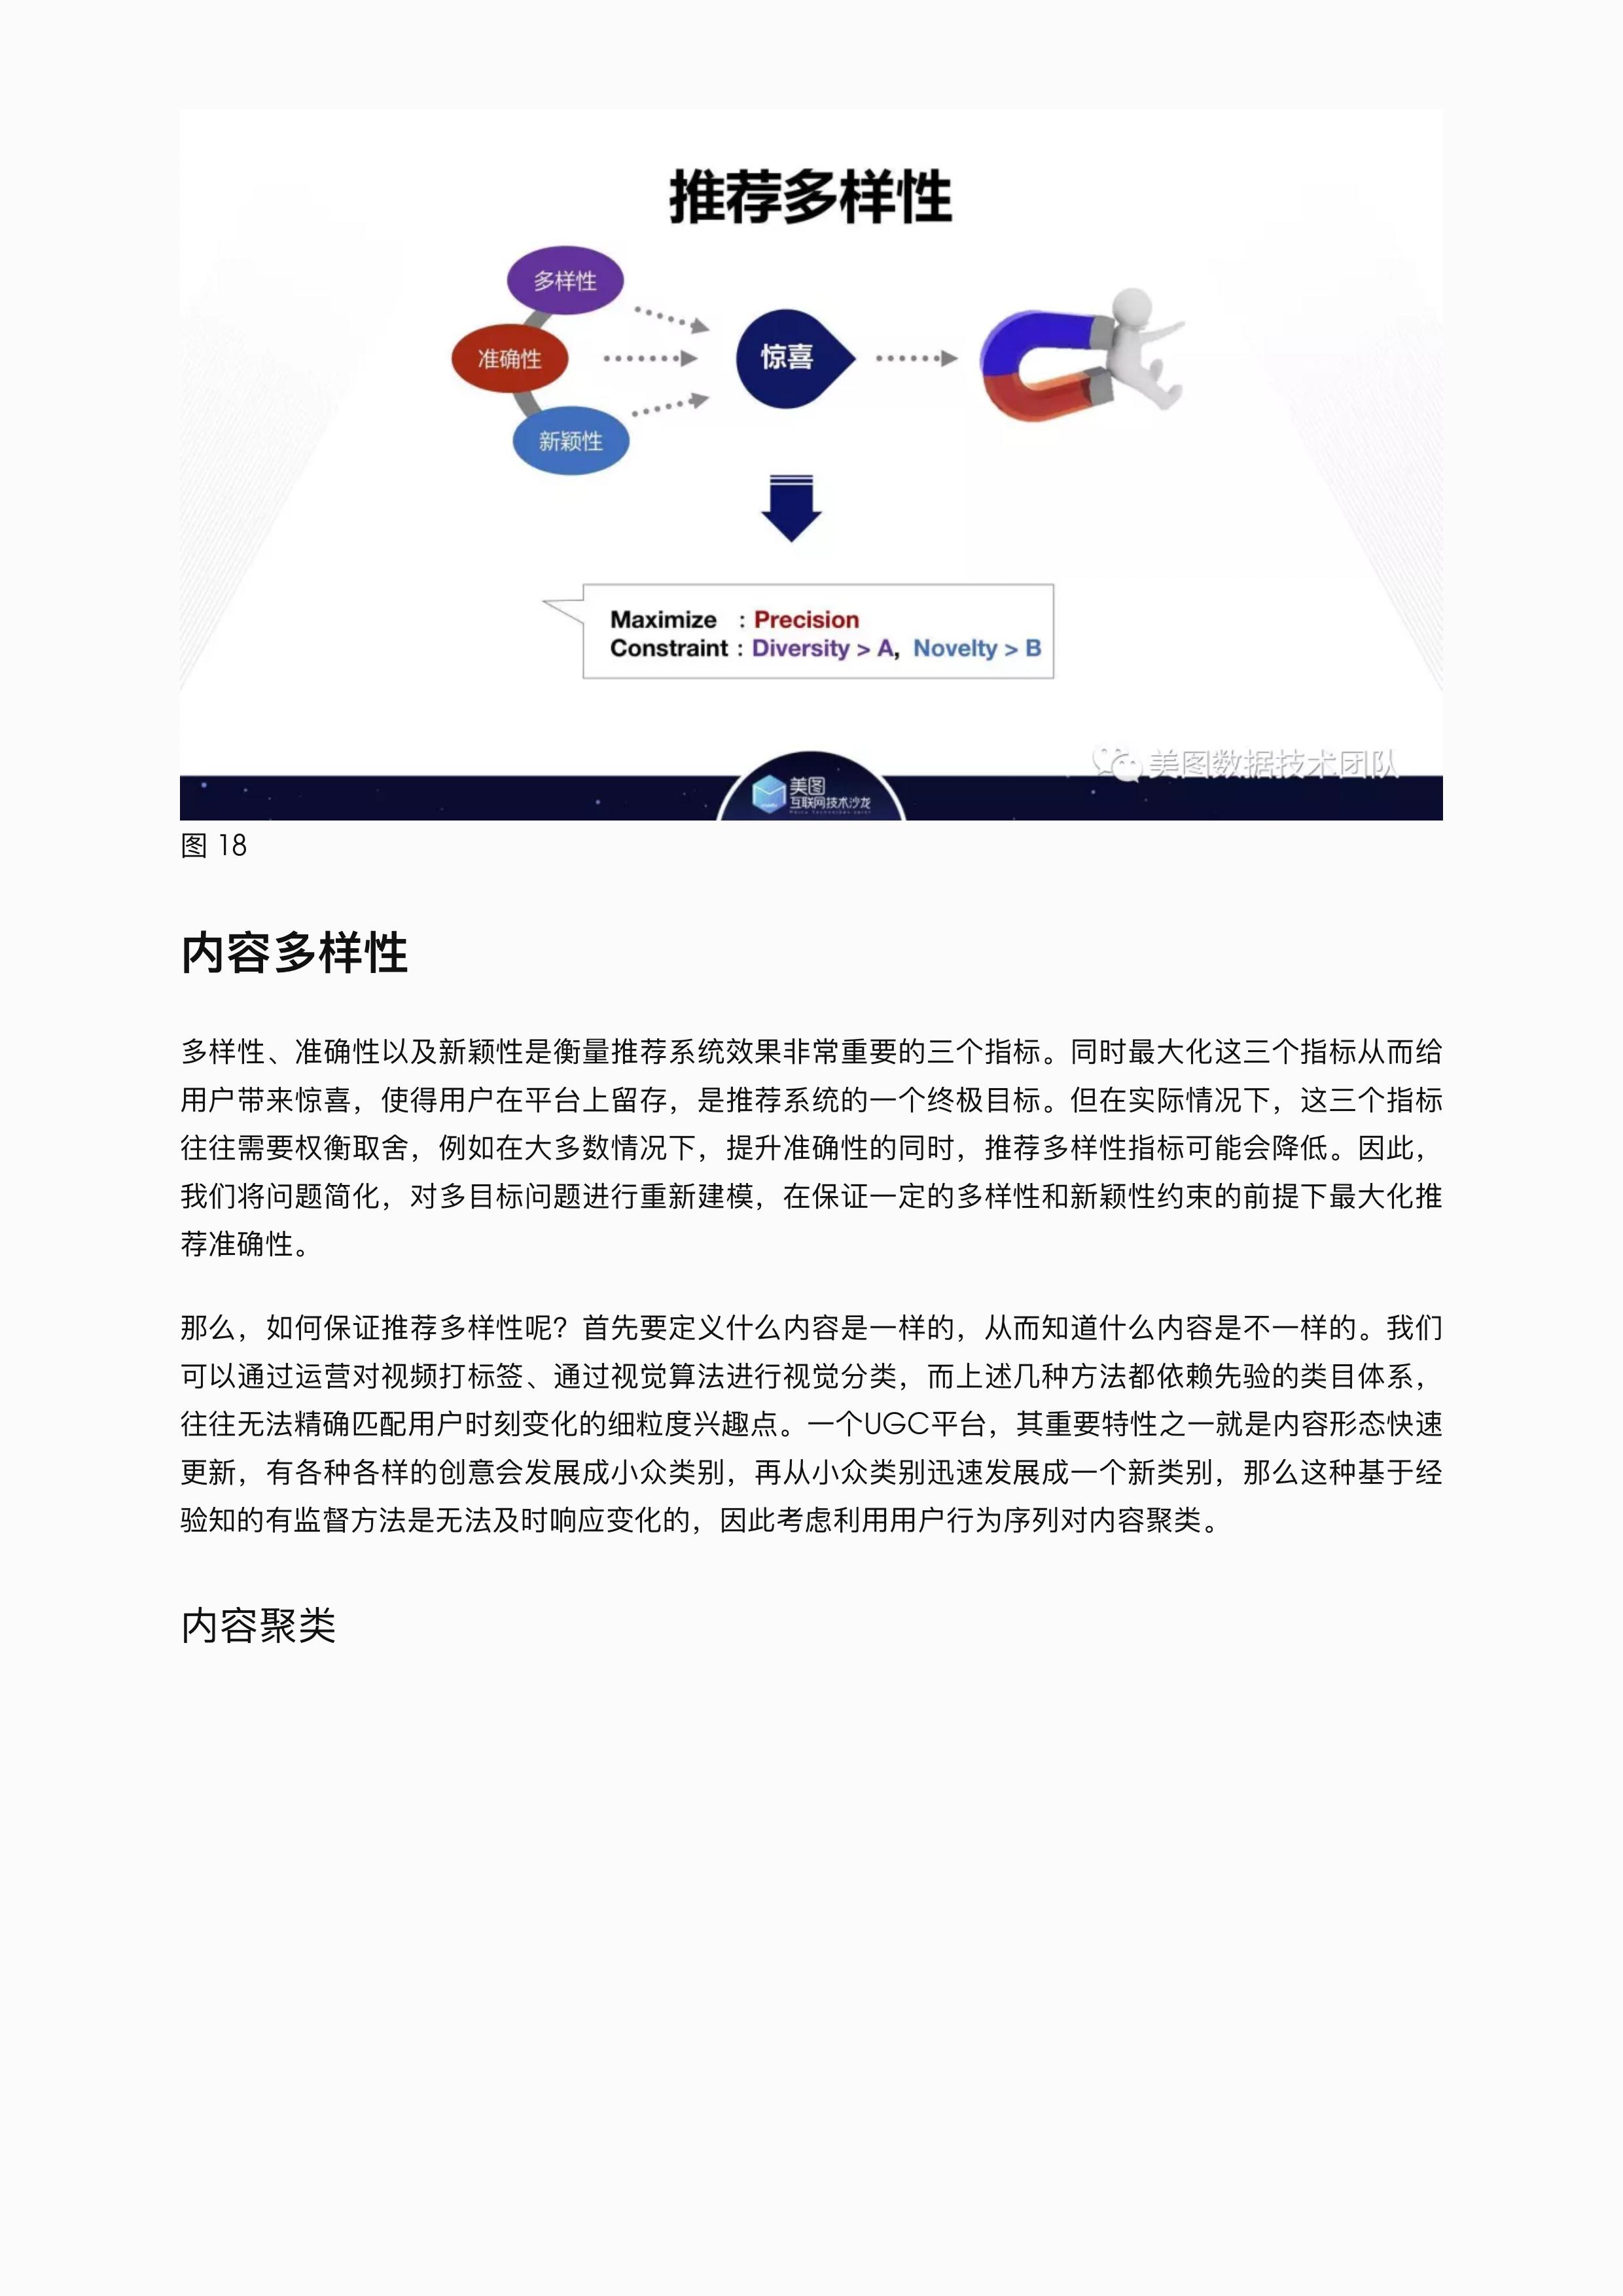 推荐多样性
多样性
准确性
新颖性
惊喜
Maximize : Precision
Constraint : Diversity > A, Novelty > B
美图数据技术团队
美图
互联网技术沙龙
图 18
内容多样性
多样性、准确性以及新颖性是衡量推荐系统效果非常重要的三个指标。同时最大化这三个指标从而给
用户带来惊喜，使得用户在平台上留存，是推荐系统的一个终极目标。但在实际情况下，这三个指标
往往需要权衡取舍，例如在大多数情况下，提升准确性的同时，推荐多样性指标可能会降低。因此，
我们将问题简化，对多目标问题进行重新建模，在保证一定的多样性和新颖性约束的前提下最大化推
荐准确性。
那么，如何保证推荐多样性呢？首先要定义什么内容是一样的，从而知道什么内容是不一样的。我们
可以通过运营对视频打标签、通过视觉算法进行视觉分类，而上述几种方法都依赖先验的类目体系，
往往无法精确匹配用户时刻变化的细粒度兴趣点。一个UGC平台，其重要特性之一就是内容形态快速
更新，有各种各样的创意会发展成小众类别，再从小众类别迅速发展成一个新类别，那么这种基于经
验知的有监督方法是无法及时响应变化的，因此考虑利用用户行为序列对内容聚类。
内容聚类